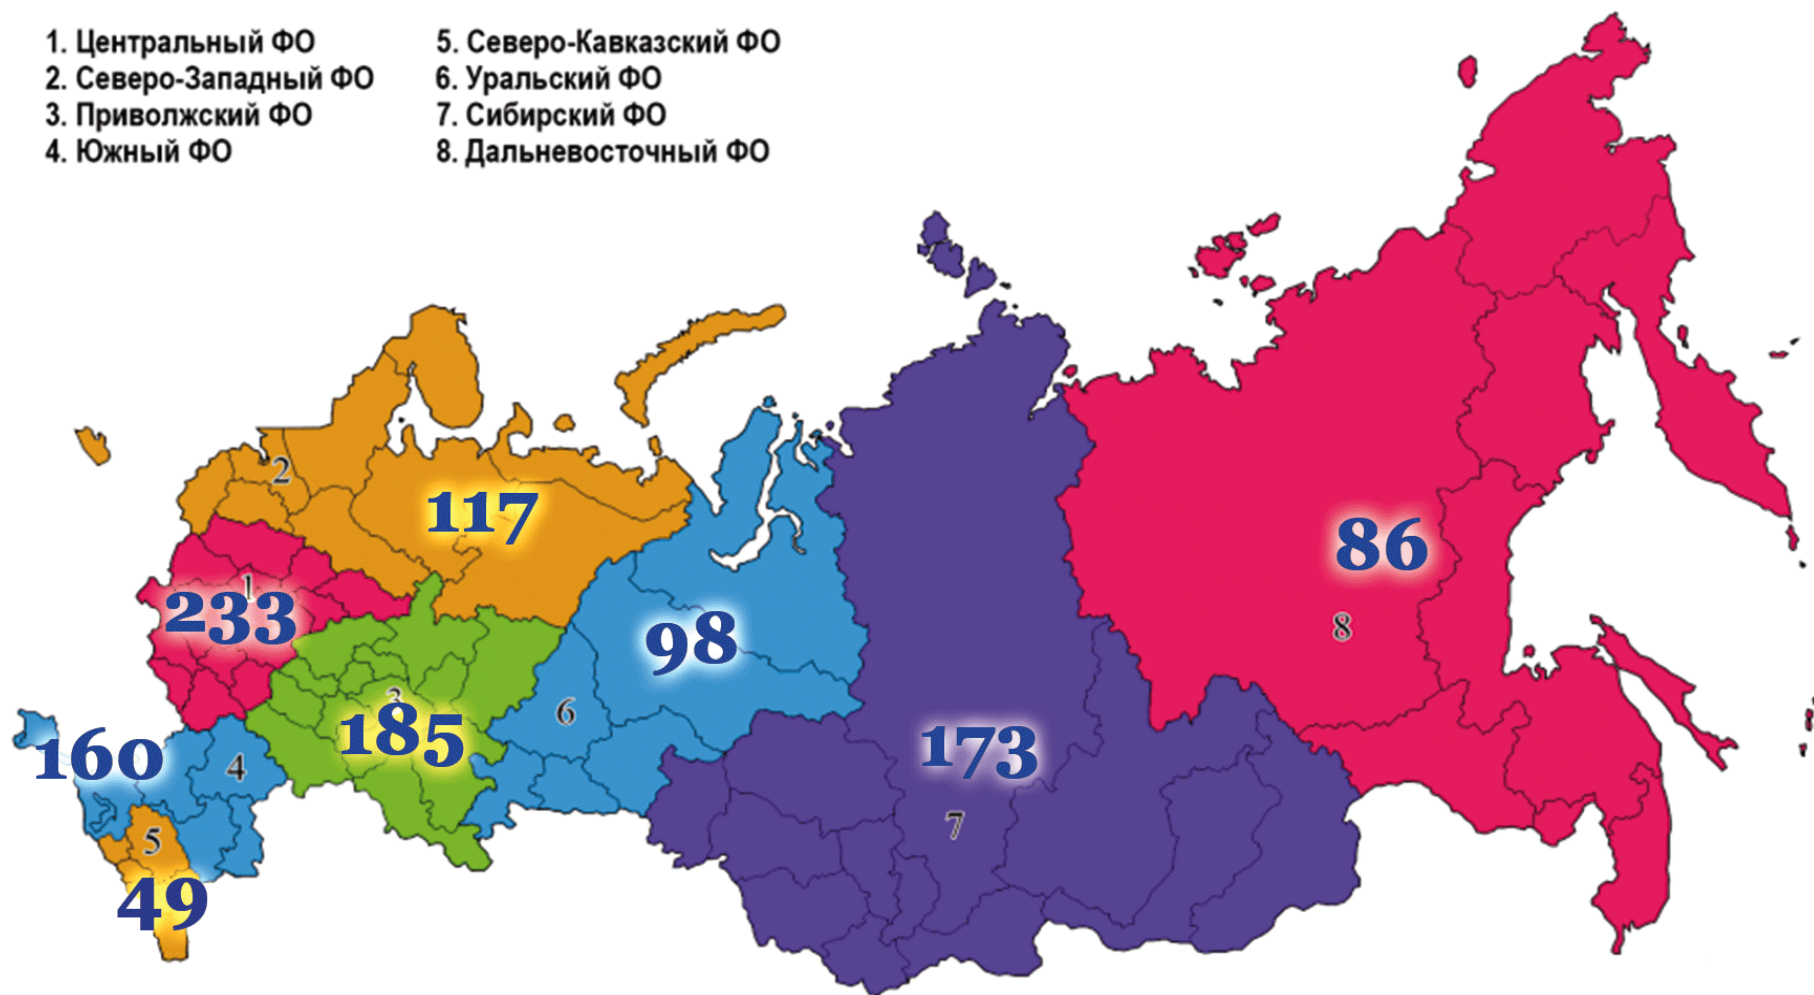 1. Центральный ФО
2. Северо-Западный ФО
3. Приволжский ФО
4. Южный ФО
5. Северо-Кавказский ФО
6. Уральский ФО
7. Сибирский ФО
8. Дальневосточный ФО
2
117
86
1
233
8
98
3
185
6
160
4
173
7
5
49